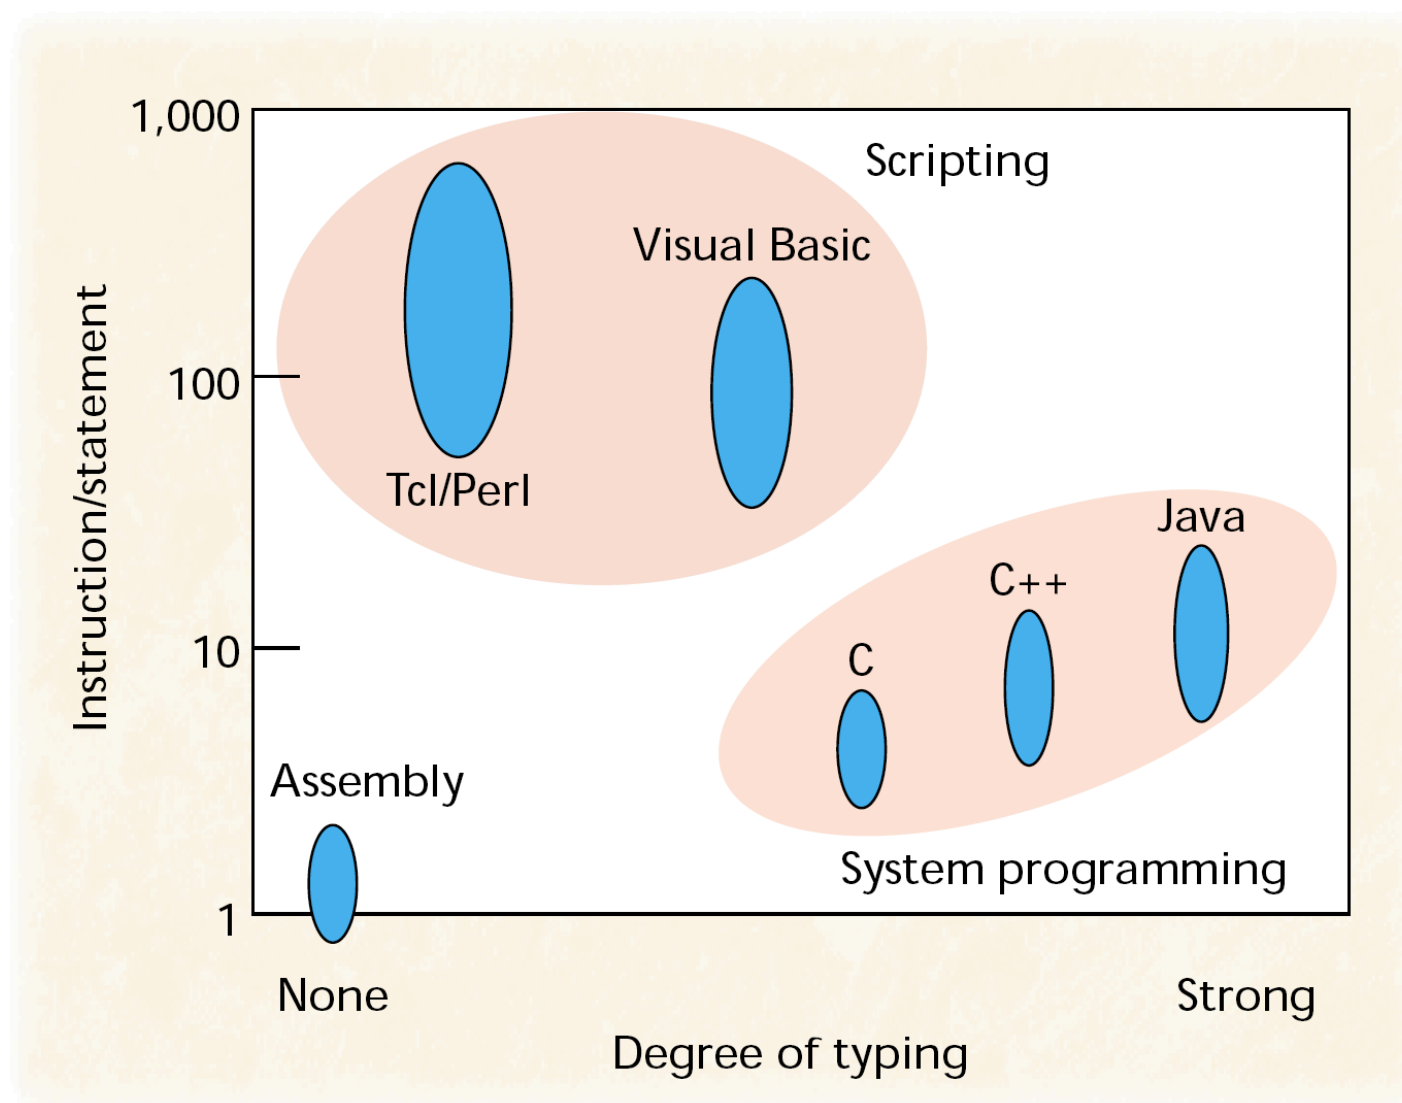 1,000
Scripting
Visual Basic
Instruction/statement
100
Tcl/Perl
Java
C++
10
C
Assembly
System programming
1
None
Strong
Degree of typing